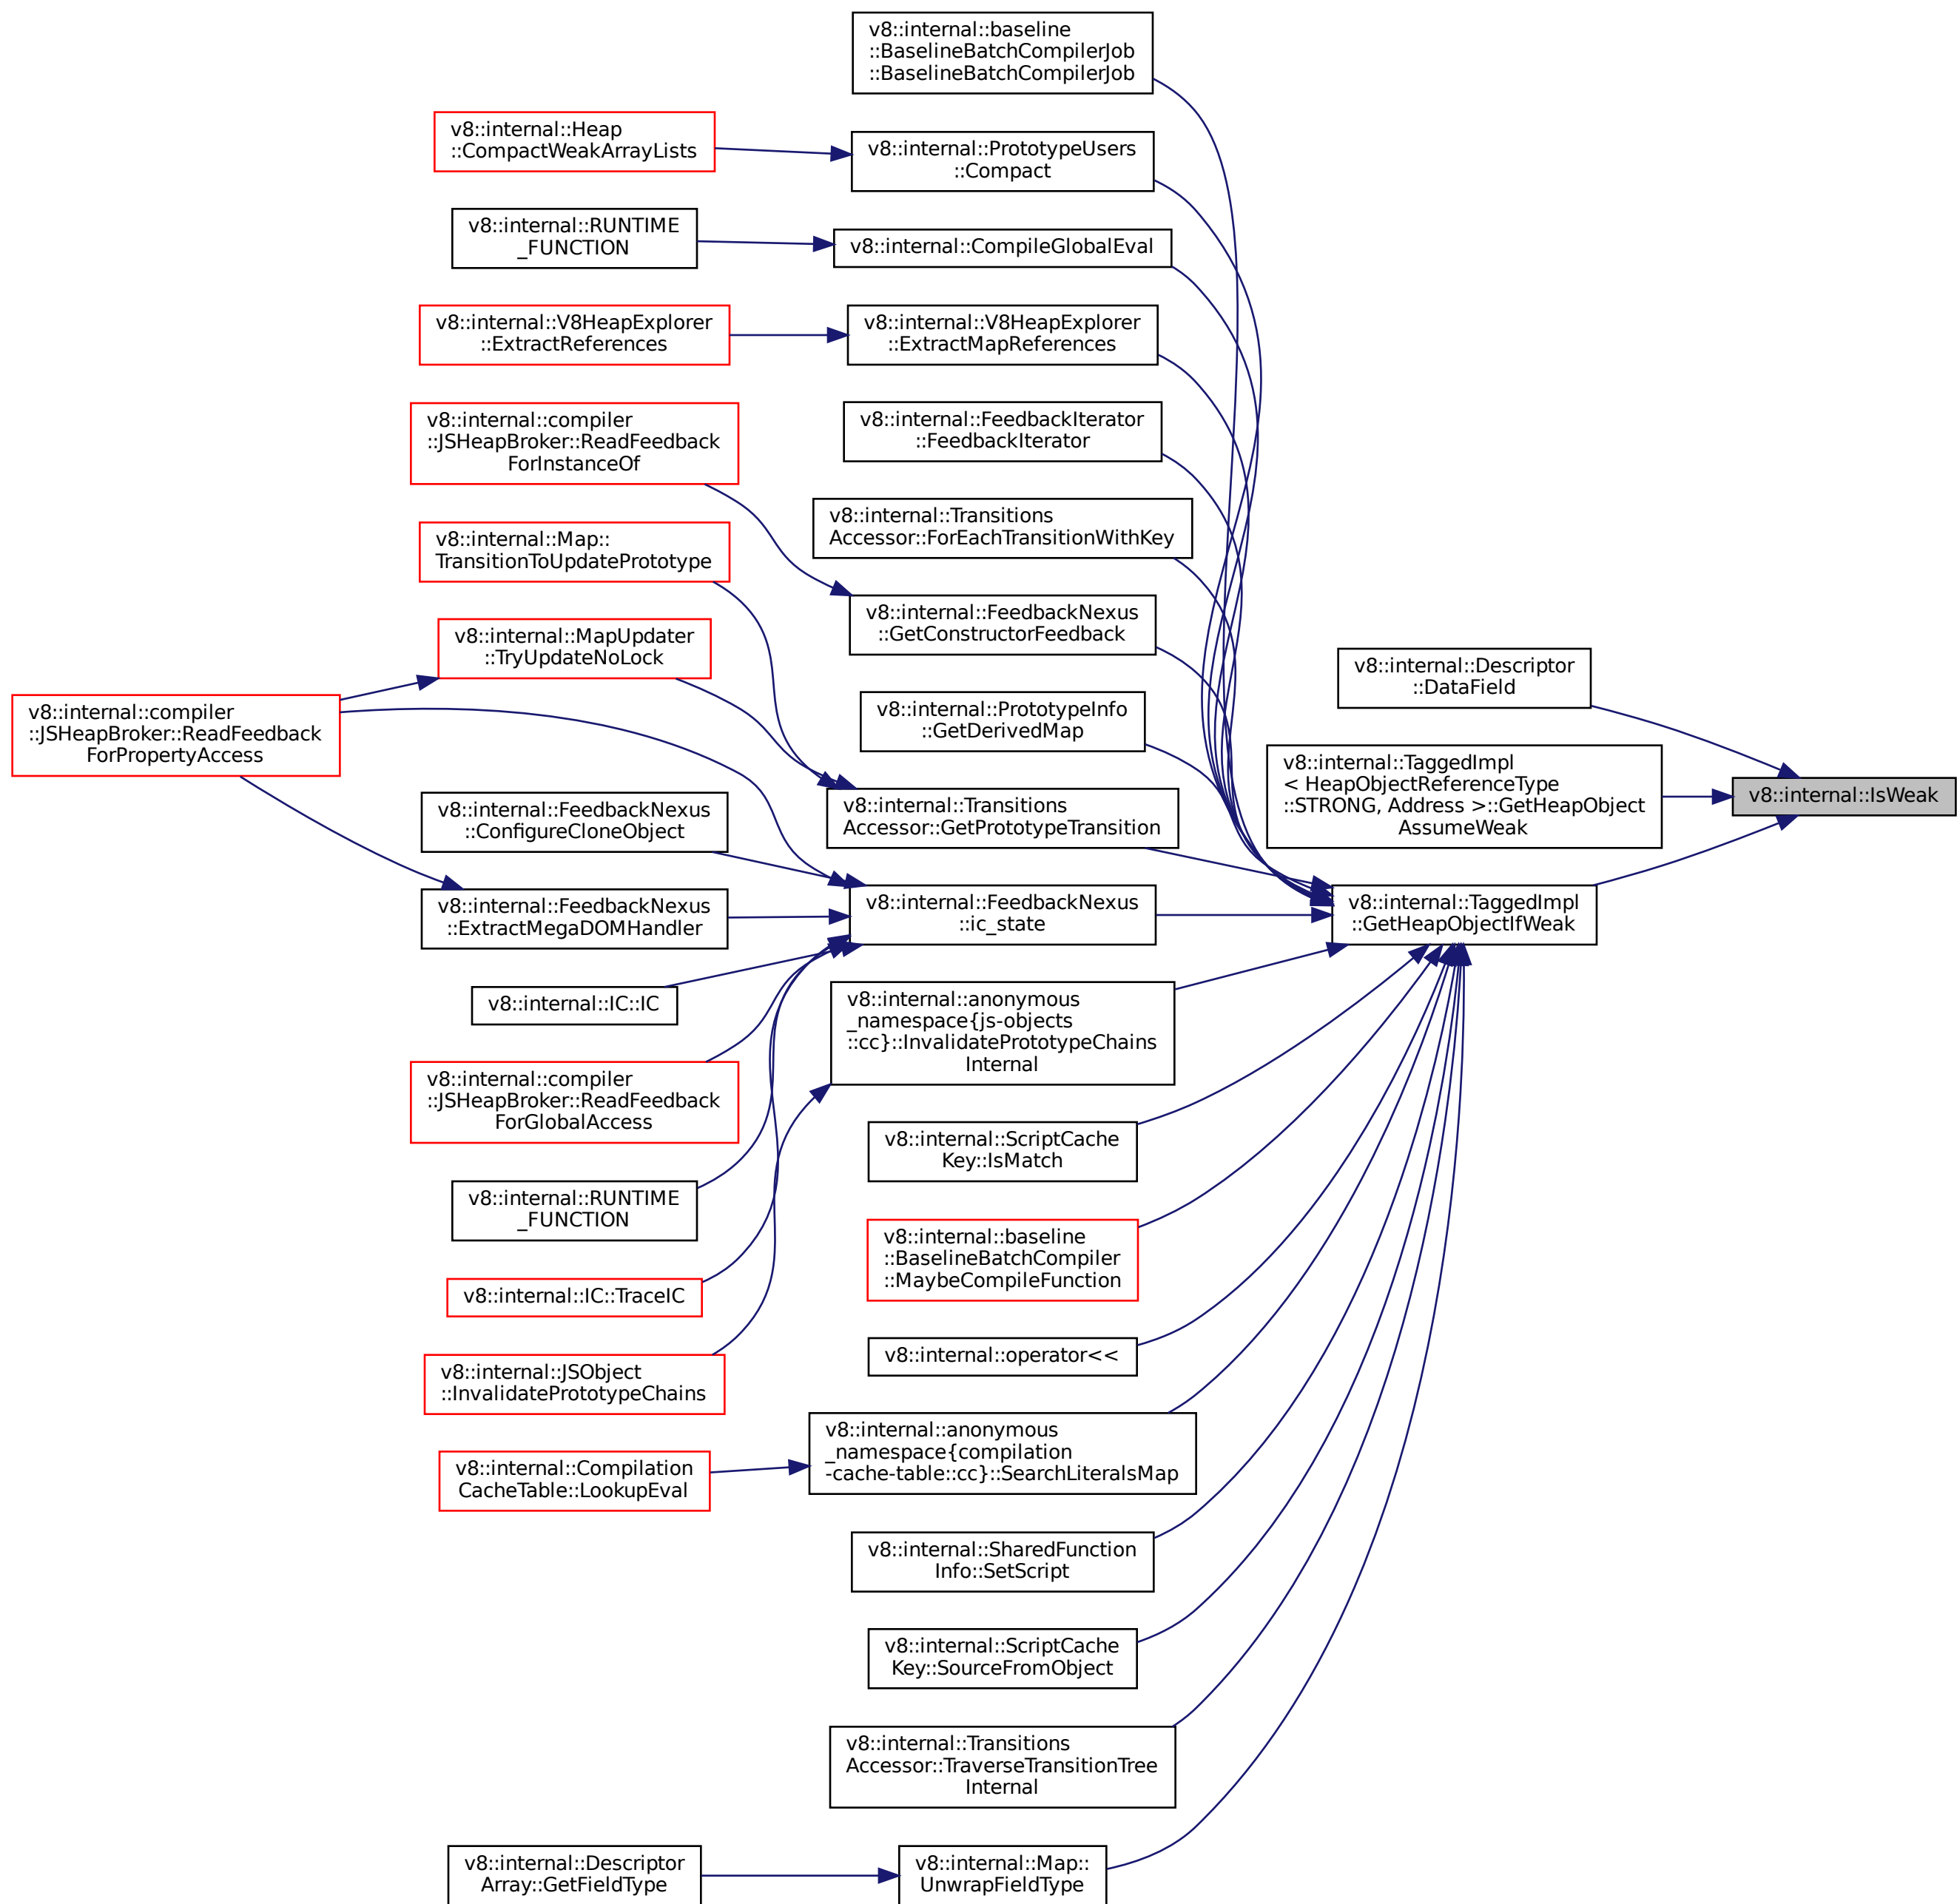 v8::internal::baseline
::BaselineBatchCompilerJob
::BaselineBatchCompilerJob
v8::internal::Heap
::CompactWeakArrayLists
v8::internal::PrototypeUsers
::Compact
v8::internal::RUNTIME
_FUNCTION
v8::internal::CompileGlobalEval
v8::internal::V8HeapExplorer
::ExtractReferences
v8::internal::V8HeapExplorer
::ExtractMapReferences
v8::internal::compiler
::JSHeapBroker::ReadFeedback
ForInstanceOf
v8::internal::FeedbackIterator
::FeedbackIterator
v8::internal::Transitions
Accessor::ForEachTransitionWithKey
v8::internal::Map::
TransitionToUpdatePrototype
v8::internal::FeedbackNexus
::GetConstructorFeedback
v8::internal::MapUpdater
::TryUpdateNoLock
v8::internal::Descriptor
::DataField
v8::internal::compiler
::JSHeapBroker::ReadFeedback
ForPropertyAccess
v8::internal::PrototypeInfo
::GetDerivedMap
v8::internal::TaggedImpl
< HeapObjectReferenceType
::STRONG, Address >::GetHeapObject
AssumeWeak
v8::internal::IsWeak
v8::internal::FeedbackNexus
::ConfigureCloneObject
v8::internal::Transitions
Accessor::GetPrototypeTransition
v8::internal::FeedbackNexus
::ExtractMegaDOMHandler
v8::internal::FeedbackNexus
::ic_state
v8::internal::TaggedImpl
::GetHeapObjectIfWeak
v8::internal::IC::IC
v8::internal::anonymous
_namespace{js-objects
::cc}::InvalidatePrototypeChains
Internal
v8::internal::compiler
::JSHeapBroker::ReadFeedback
ForGlobalAccess
v8::internal::ScriptCache
Key::IsMatch
v8::internal::RUNTIME
_FUNCTION
v8::internal::baseline
::BaselineBatchCompiler
::MaybeCompileFunction
v8::internal::IC::TraceIC
v8::internal::operator<<
v8::internal::JSObject
::InvalidatePrototypeChains
v8::internal::anonymous
_namespace{compilation
-cache-table::cc}::SearchLiteralsMap
v8::internal::Compilation
CacheTable::LookupEval
v8::internal::SharedFunction
Info::SetScript
v8::internal::ScriptCache
Key::SourceFromObject
v8::internal::Transitions
Accessor::TraverseTransitionTree
Internal
v8::internal::Descriptor
Array::GetFieldType
v8::internal::Map::
UnwrapFieldType